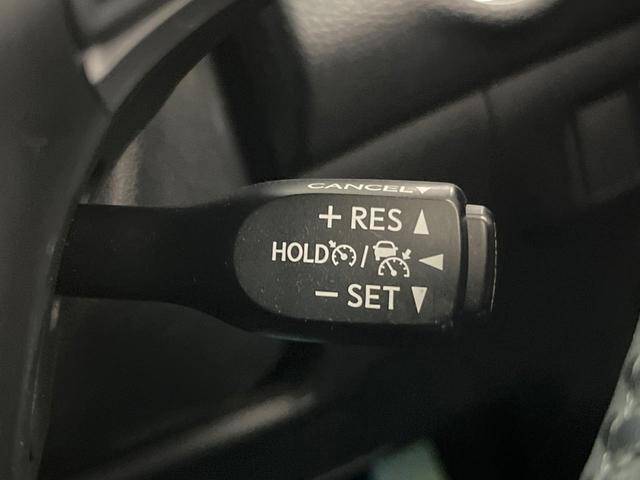 CANCEL▼
+ RES ▲
HOLD / ◀
− SET ▼